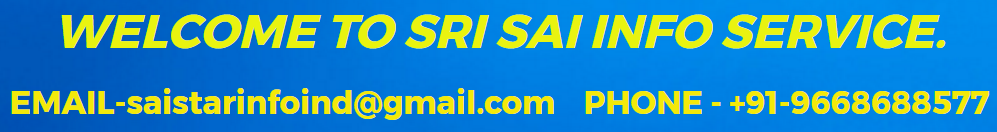 WELCOME TO SRI SAI INFO SERVICE.
EMAIL-saistarinfoind@gmail.com PHONE - +91-9668688577